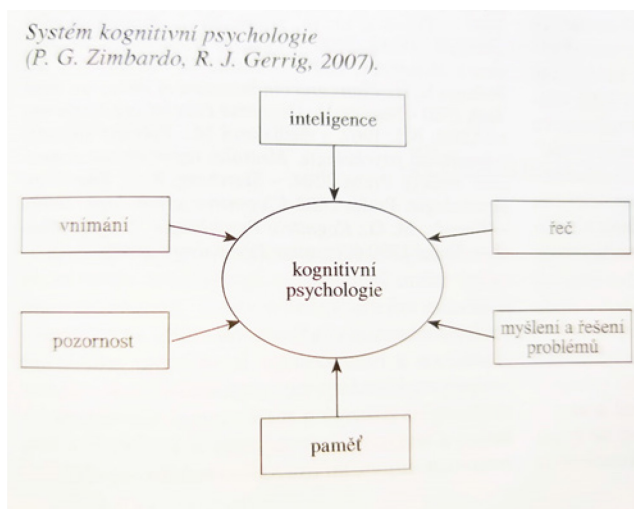 Systém kognitivní psychologie
(P. G. Zimbardo, R. J. Gerrig, 2007).
inteligence
vnímání
řeč
kognitivní
psychologie
pozornost
myšlení a řešení
problémů
paměť